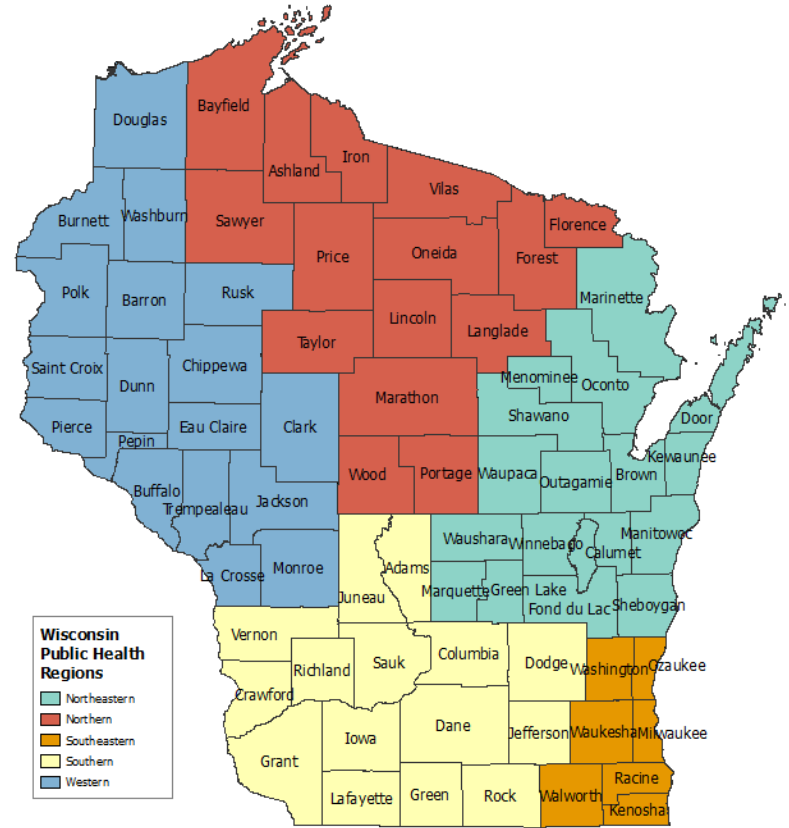 Bayfield
Douglas
Iron
Ashland
Vilas
Burnett
Washburn
Sawyer
Florence
Oneida
Price
Forest
Polk
Barron
Rusk
Marinette
Lincoln
Langlade
Taylor
Saint Croix
Chippewa
Dunn
Menominee
Oconto
Marathon
Shawano
Door
Pierce
Eau Claire
Clark
Pepin
Kewaunee
Wood
Portage
Waupaca
Outagamie
Brown
Buffalo
Trempealeau
Jackson
Manitowoc
Waushara
Winnebago
Calumet
La Crosse
Monroe
Adams
Juneau
Marquette
Green Lake
Fond du Lac
Sheboygan
Vernon
Columbia
Dodge
Washington
Ozaukee
Richland
Sauk
Crawford
Iowa
Dane
Jefferson
Waukesha
Milwaukee
Grant
Lafayette
Green
Rock
Walworth
Racine
Kenosha
Wisconsin
Public Health
Regions
Northeastern
Northern
Southeastern
Southern
Western